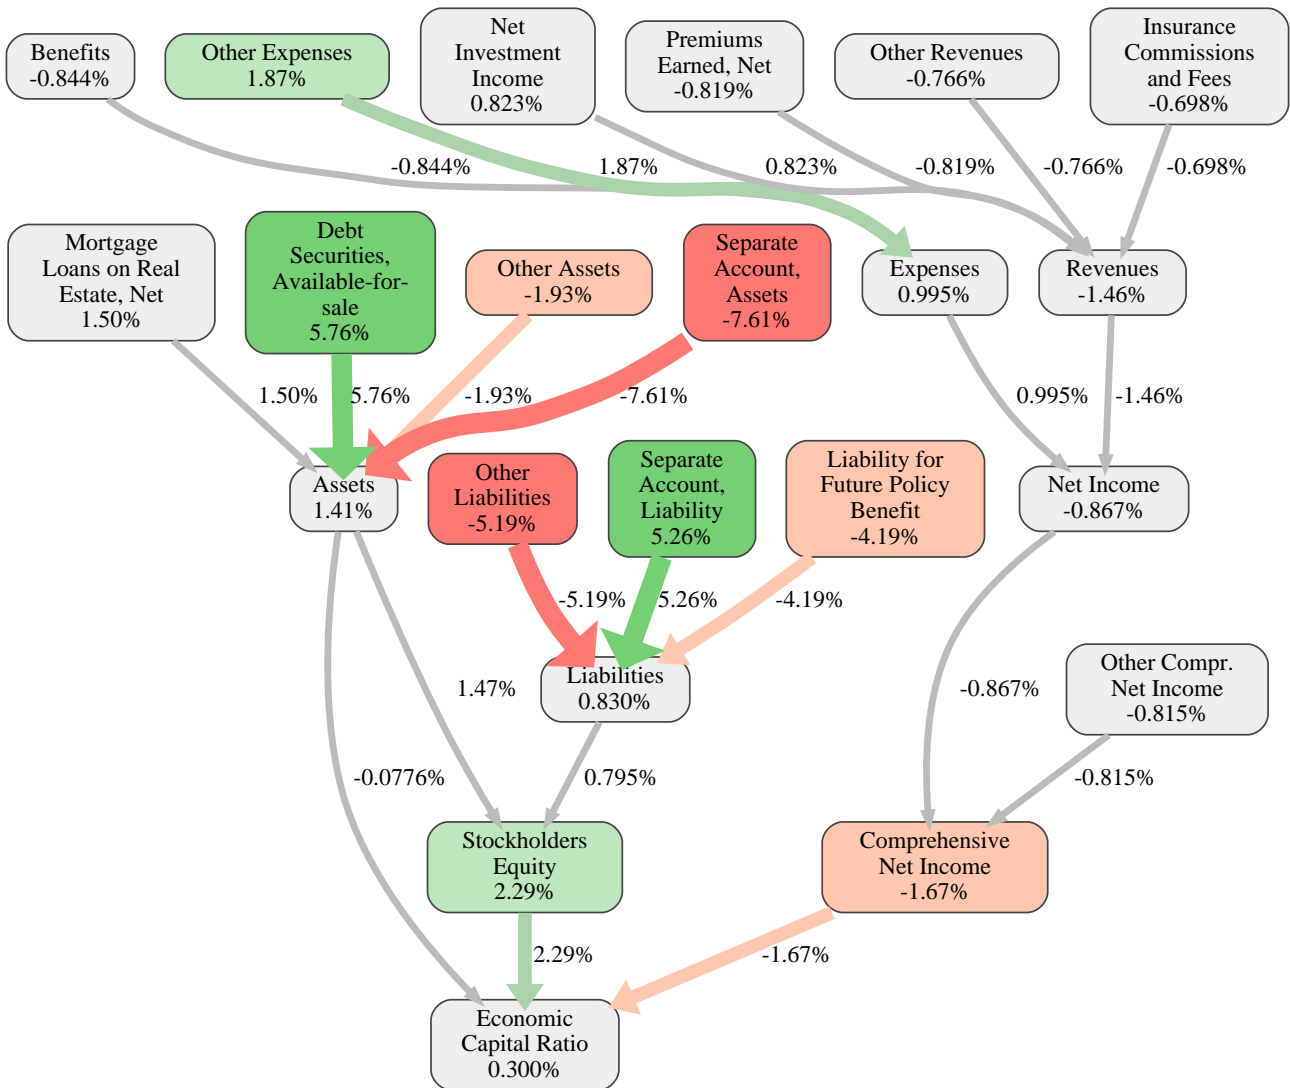 Benefits
-0.844%
Other Expenses
1.87%
Net
Investment
Income
0.823%
Premiums
Earned, Net
-0.819%
Other Revenues
-0.766%
Insurance
Commissions
and Fees
-0.698%
-0.844%
1.87%
0.823%
-0.819%
-0.766%
-0.698%
Mortgage
Loans on Real
Estate, Net
1.50%
Debt
Securities,
Available-for-
sale
5.76%
Other Assets
-1.93%
Separate
Account,
Assets
-7.61%
Expenses
0.995%
Revenues
-1.46%
1.50%
5.76%
-1.93%
-7.61%
0.995%
-1.46%
Assets
1.41%
Other
Liabilities
-5.19%
Separate
Account,
Liability
5.26%
Liability for
Future Policy
Benefit
-4.19%
Net Income
-0.867%
-5.19%
5.26%
-4.19%
Liabilities
0.830%
1.47%
-0.867%
Other Compr.
Net Income
-0.815%
-0.0776%
0.795%
-0.815%
Stockholders
Equity
2.29%
Comprehensive
Net Income
-1.67%
2.29%
-1.67%
Economic
Capital Ratio
0.300%